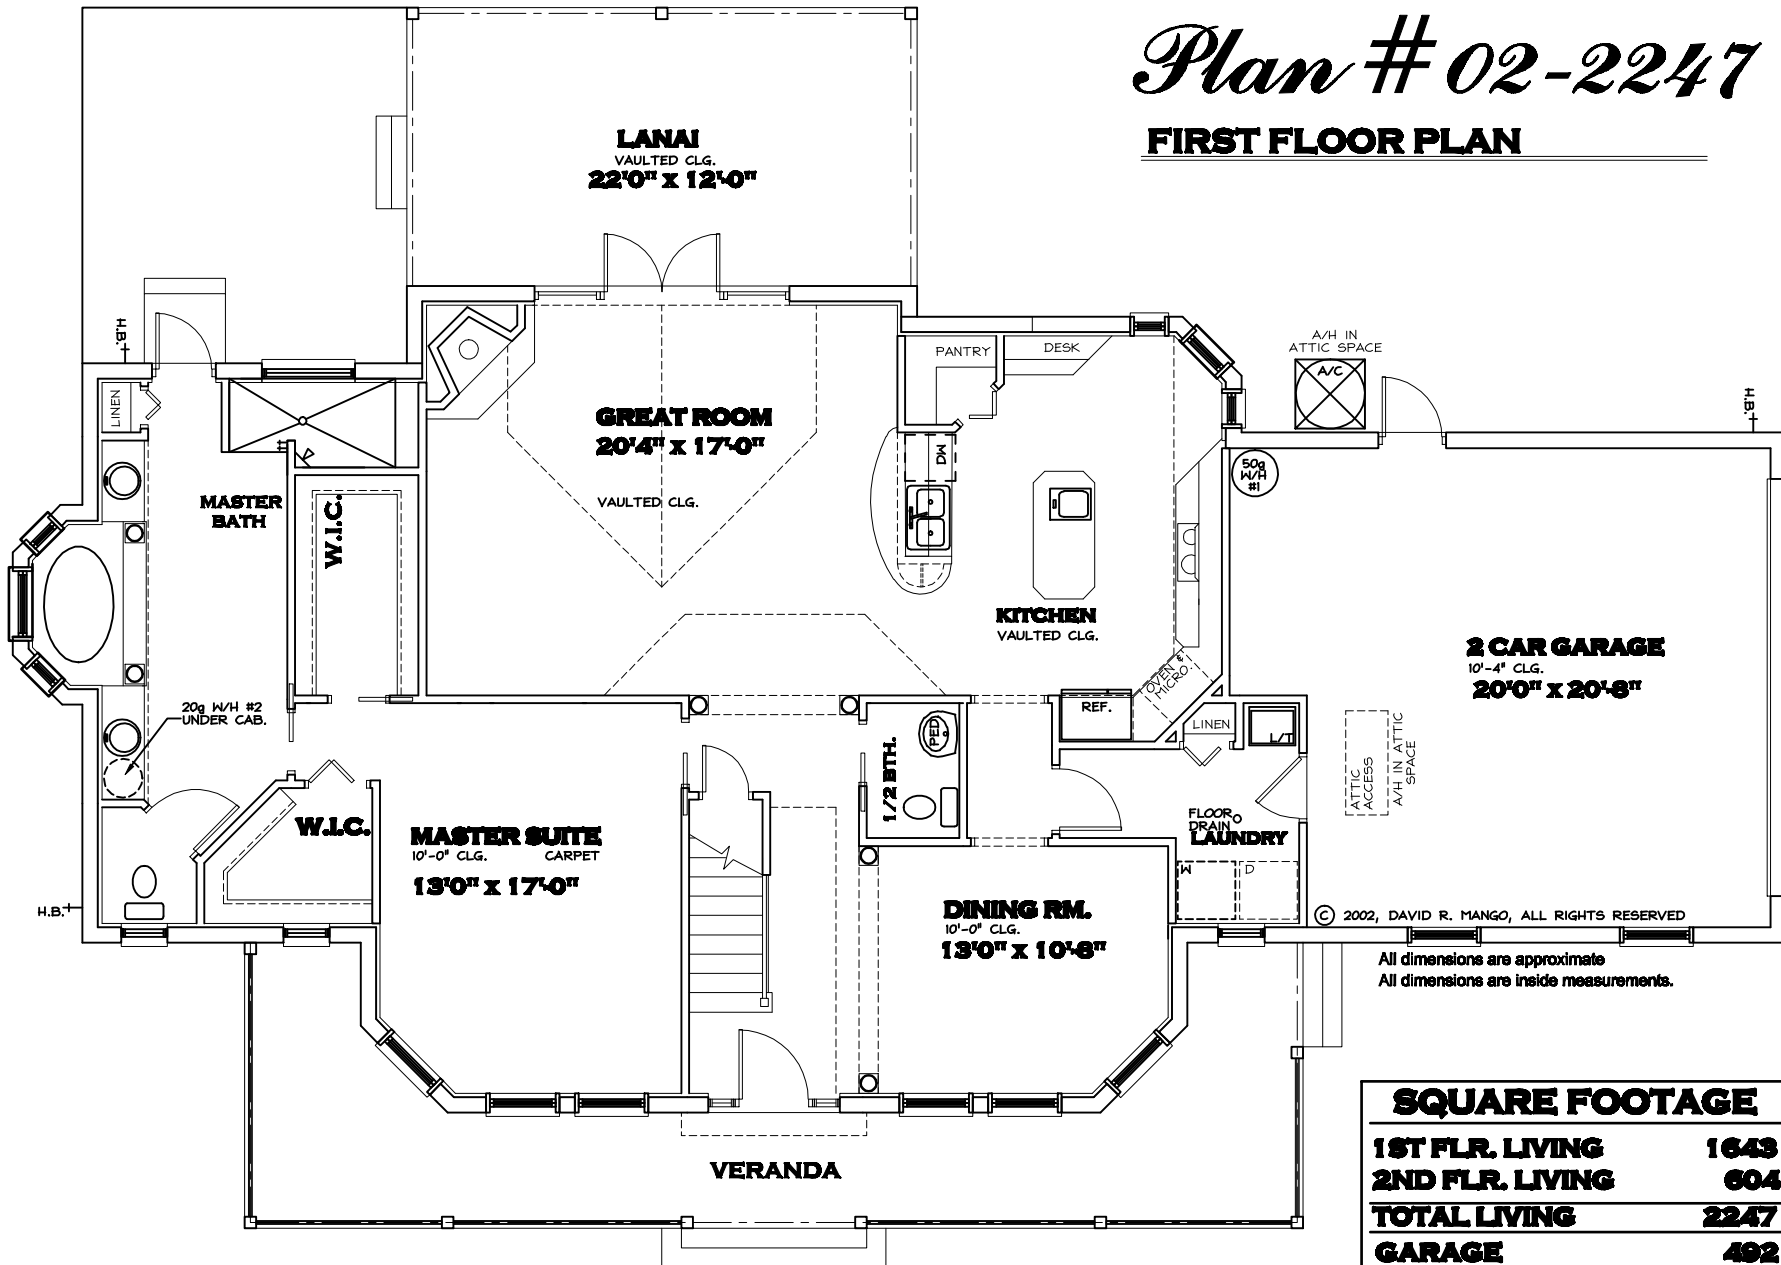 Plan # 02-2247
FIRST FLOOR PLAN
LANAI
VAULTED CLG.
22'0" X 12'-0"
H.B.
A/H IN
ATTIC SPACE
A/C
H.B.
PANTRY
DESK
LINEN
GREAT ROOM
20'4" X 17'-0"
VAULTED CLG.
DW
50g
W/H
#1
MASTER
BATH
W.I.C.
KITCHEN
VAULTED CLG.
2 CAR GARAGE
10'-4" CLG.
20'0" X 20'-8"
OVEN &
MICRO.
20g W/H #2
UNDER CAB.
REF.
LINEN
L/T
PED
1/2 BTH.
ATTIC
ACCESS
A/H IN ATTIC
SPACE
FLOOR
DRAIN
LAUNDRY
W
D
W.I.C.
MASTER SUITE
10'-0" CLG. CARPET
13'0" X 17'-0"
H.B.
DINING RM.
10'-0" CLG.
13'0" X 10'-8"
© 2002, DAVID R. MANGO, ALL RIGHTS RESERVED
All dimensions are approximate
All dimensions are inside measurements.
VERANDA
SQUARE FOOTAGE
1ST FLR. LIVING 1643
2ND FLR. LIVING 604
TOTAL LIVING 2247
GARAGE 492